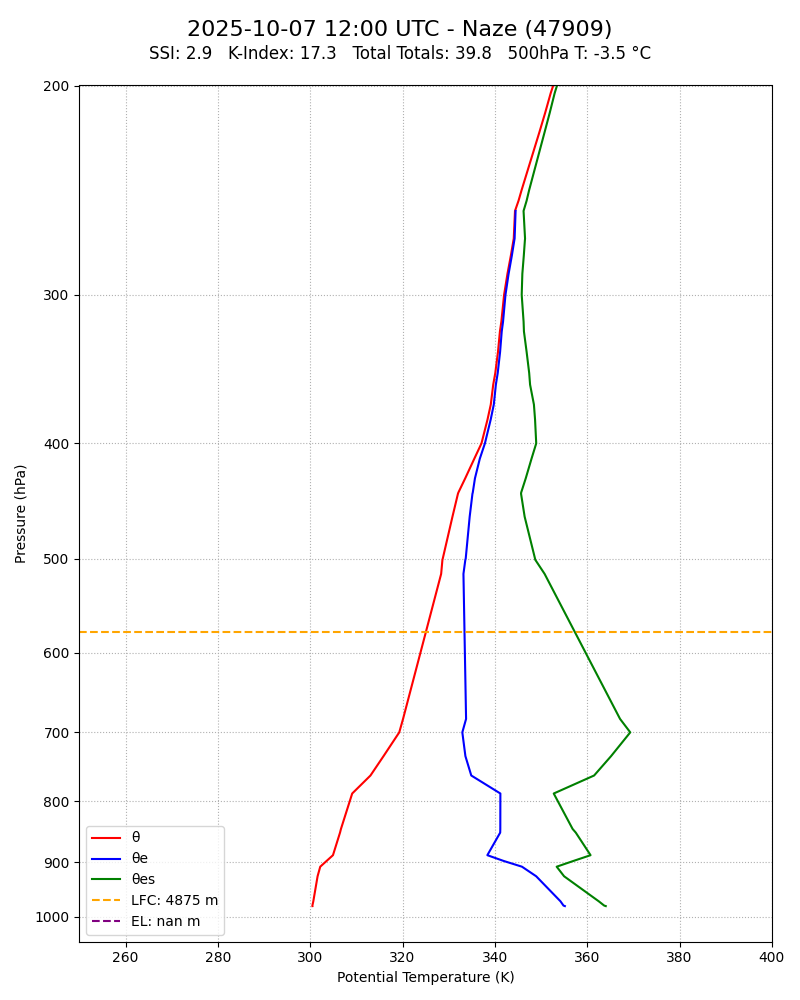 2025-10-07 12:00 UTC - Naze (47909)
SSI: 2.9 K-Index: 17.3 Total Totals: 39.8 500hPa T: -3.5 °C
200
300
400
500
600
700
800
900
1000
Pressure (hPa)
θ
θe
θes
LFC: 4875 m
EL: nan m
260 280 300 320 340 360 380 400
Potential Temperature (K)